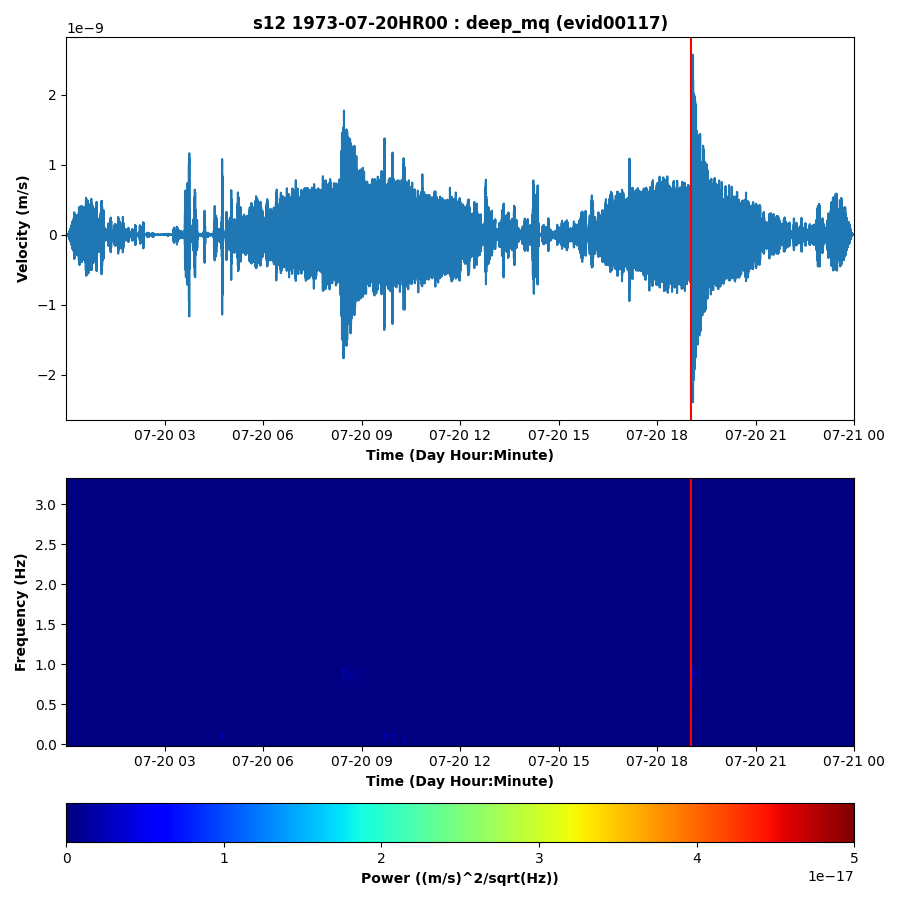 s12 1973-07-20HR00 : deep_mq (evid00117)
1e−9
2
1
0
−1
−2
Velocity (m/s)
07-20 03 07-20 06 07-20 09 07-20 12 07-20 15 07-20 18 07-20 21 07-21 00
Time (Day Hour:Minute)
3.0
2.5
2.0
1.5
1.0
0.5
0.0
Frequency (Hz)
07-20 03 07-20 06 07-20 09 07-20 12 07-20 15 07-20 18 07-20 21 07-21 00
Time (Day Hour:Minute)
0 1 2 3 4 5
1e−17
Power ((m/s)^2/sqrt(Hz))